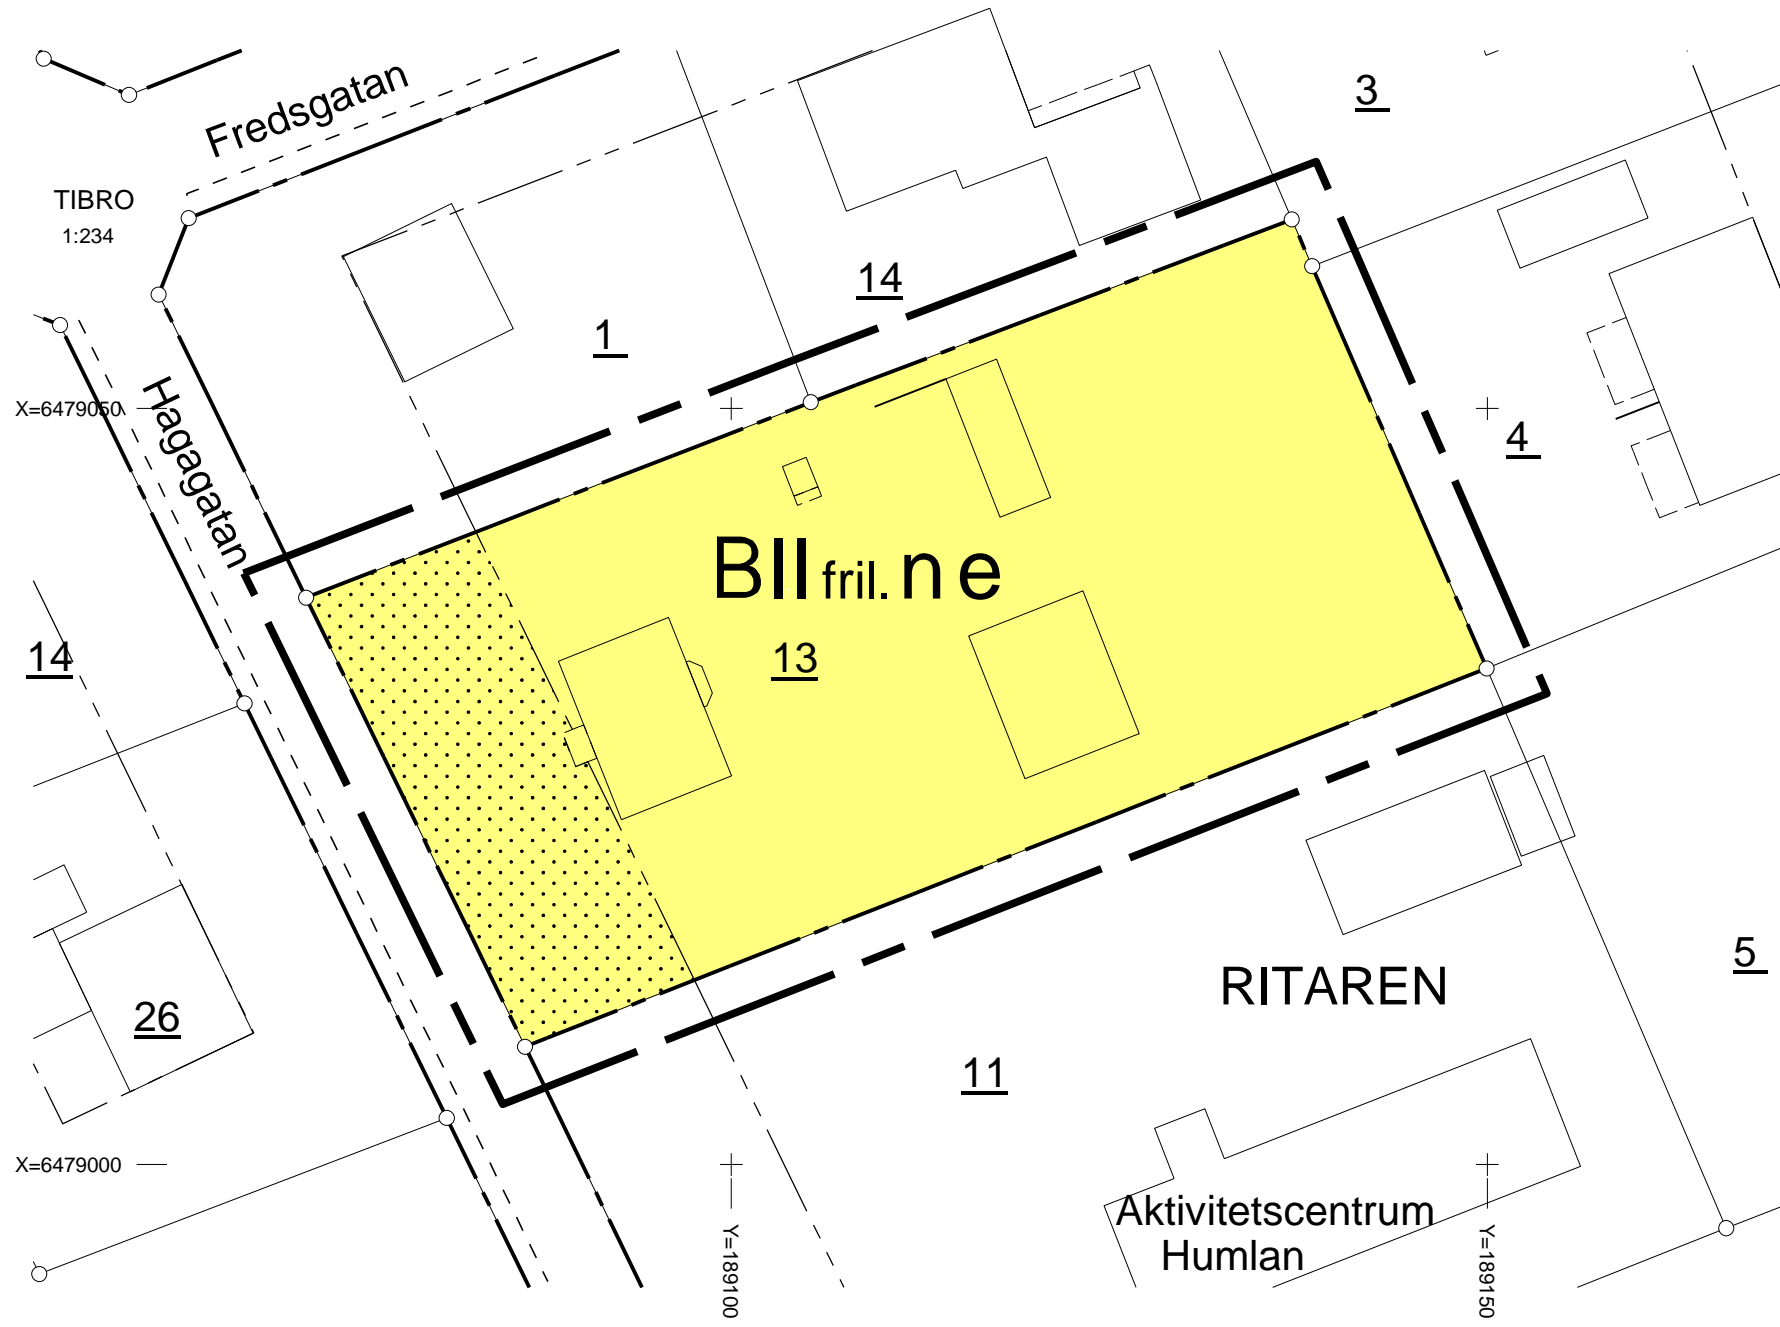 3
Fredsgatan
TIBRO
1:234
14
1
X=6479050
Hagagatan
4
BII fril. n e
14
13
5
RITAREN
26
11
X=6479000
Aktivitetscentrum
Humlan
Y=189100
Y=189150